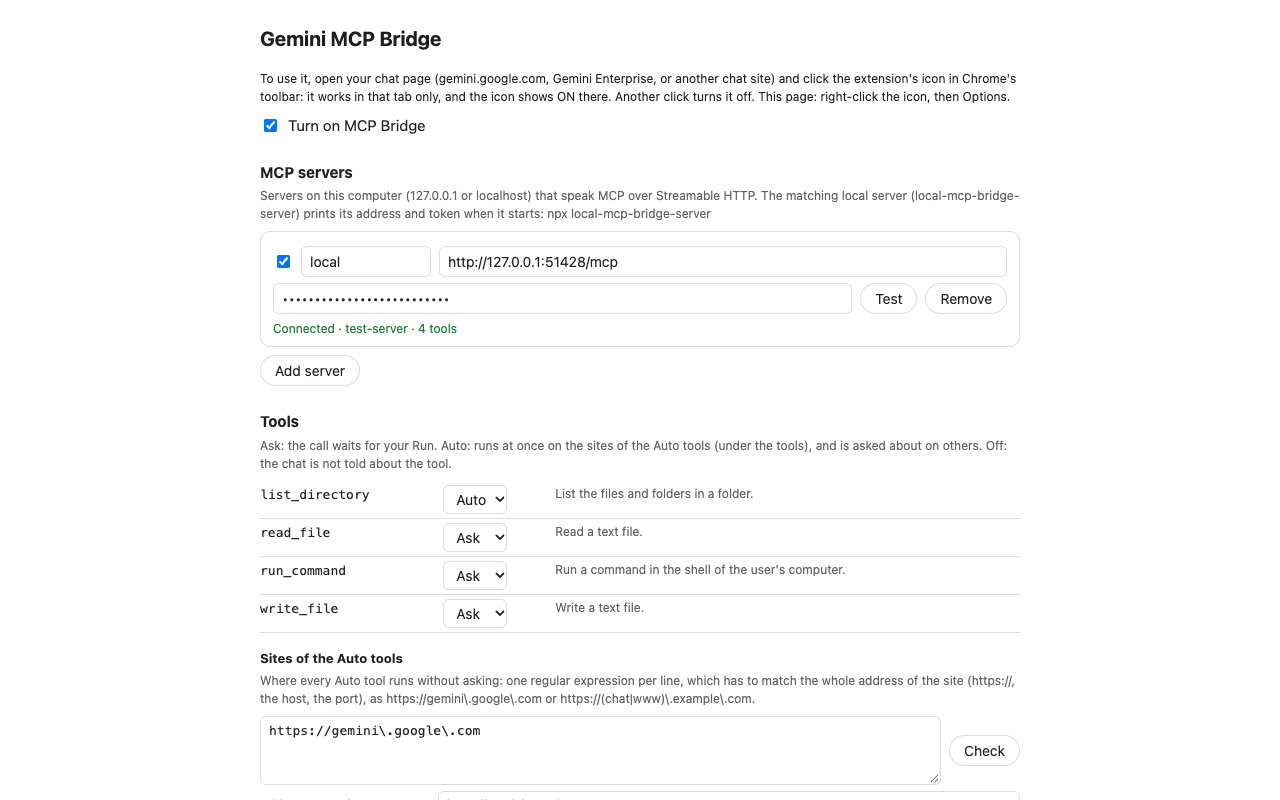 Gemini MCP Bridge
To use it, open your chat page (gemini.google.com, Gemini Enterprise, or another chat site) and click the extension's icon in Chrome's
toolbar: it works in that tab only, and the icon shows ON there. Another click turns it off. This page: right-click the icon, then Options.
Turn on MCP Bridge
MCP servers
Servers on this computer (127.0.0.1 or localhost) that speak MCP over Streamable HTTP. The matching local server (local-mcp-bridge-
server) prints its address and token when it starts: npx local-mcp-bridge-server
local http://127.0.0.1:51428/mcp
•••••••••••••••••••••••••• Test Remove
Connected · test-server · 4 tools
Add server
Tools
Ask: the call waits for your Run. Auto: runs at once on the sites of the Auto tools (under the tools), and is asked about on others. Off:
the chat is not told about the tool.
list_directory Auto List the files and folders in a folder.
read_file Ask Read a text file.
run_command Ask Run a command in the shell of the user's computer.
write_file Ask Write a text file.
Sites of the Auto tools
Where every Auto tool runs without asking: one regular expression per line, which has to match the whole address of the site (https://,
the host, the port), as https://gemini\.google\.com or https://(chat|www)\.example\.com.
https://gemini\.google\.com
Check